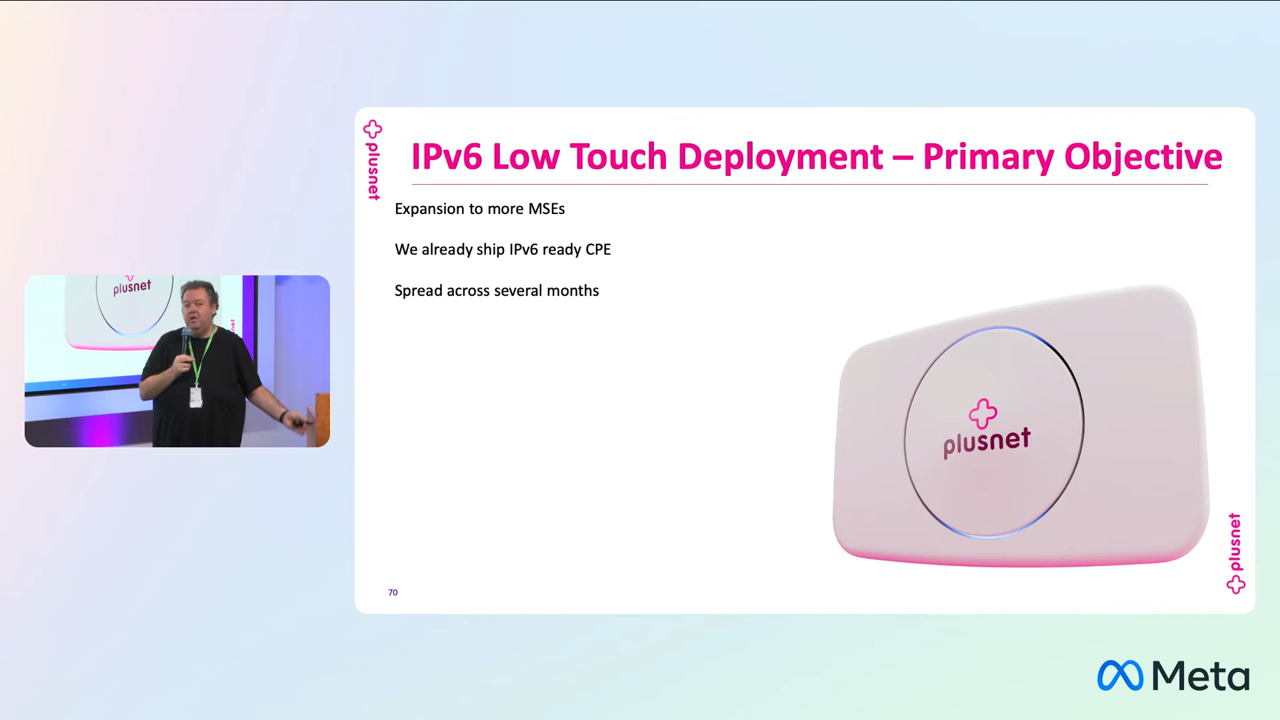 plusnet
IPv6 Low Touch Deployment – Primary Objective
Expansion to more MSEs
We already ship IPv6 ready CPE
Spread across several months
plusnet
plusnet
plusnet
70
Meta